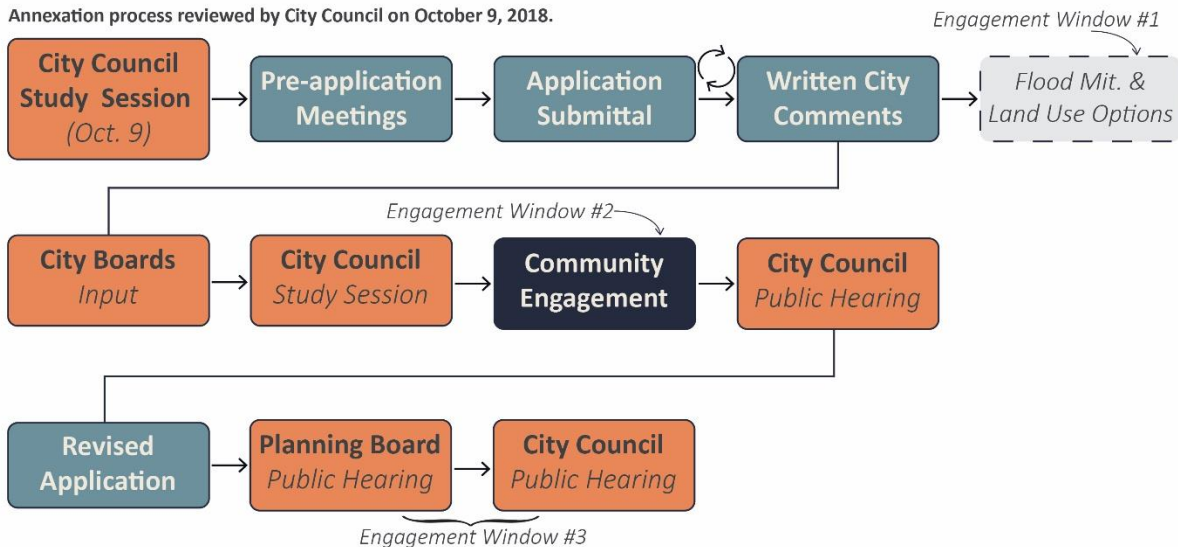 Annexation process reviewed by City Council on October 9, 2018.
Engagement Window #1
City Council
Study Session
(Oct. 9)
Pre-application
Meetings
Application
Submittal
Written City
Comments
Flood Mit. &
Land Use Options
Engagement Window #2
City Boards
Input
City Council
Study Session
Community
Engagement
City Council
Public Hearing
Revised
Application
Planning Board
Public Hearing
City Council
Public Hearing
Engagement Window #3